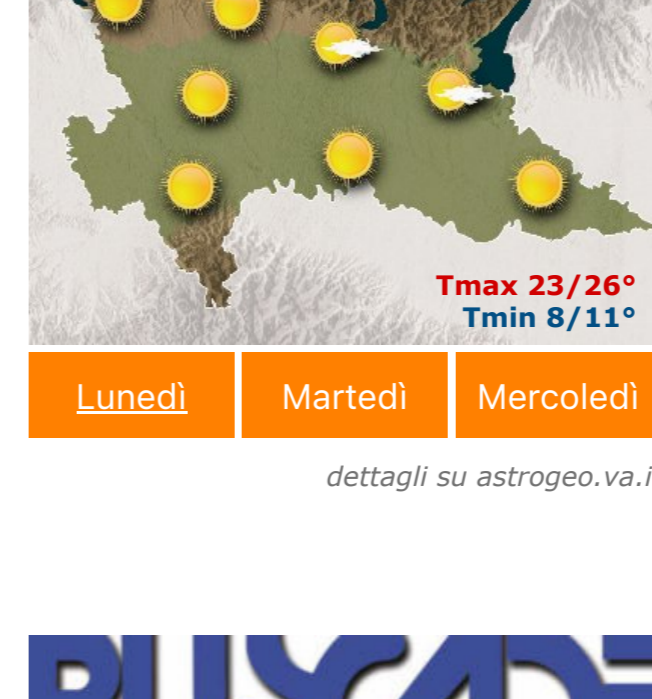 Tmax 23/26°
Tmin 8/11°
Lunedì Martedì Mercoledì
dettagli su astrogeo.va.i